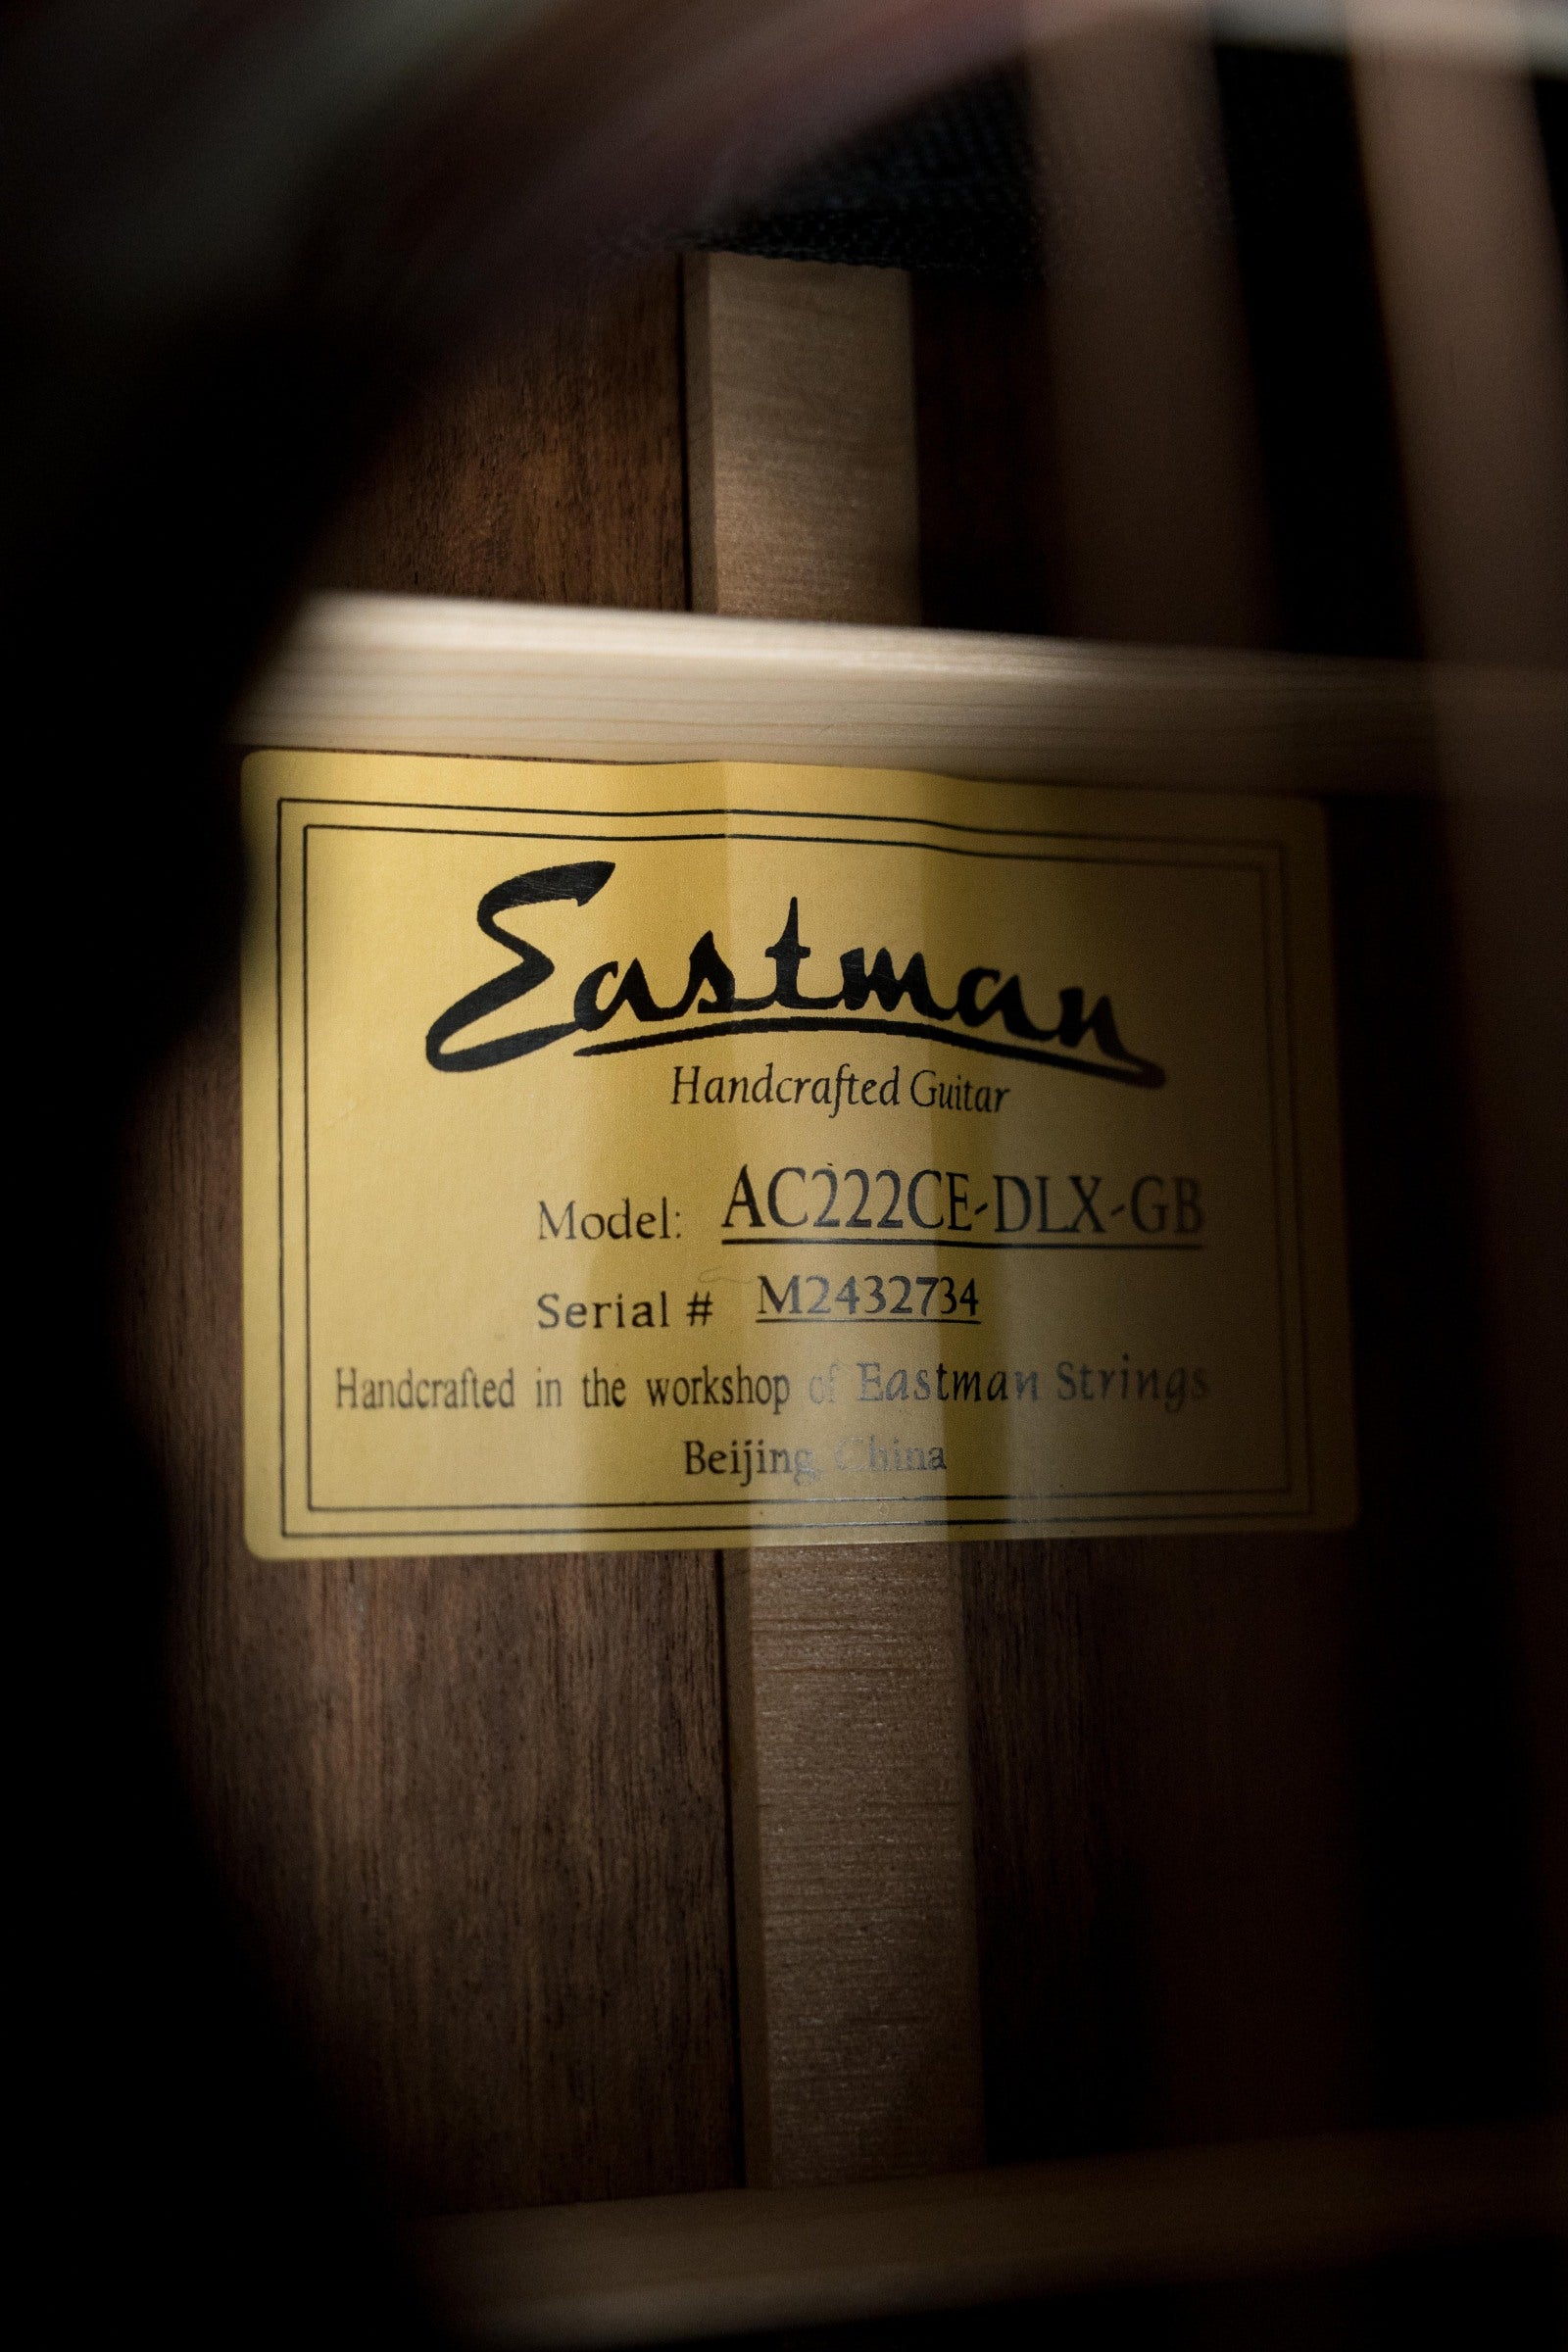 Eastman
Handcrafted Guitar
Model: AC222CE-DLX-GB
Serial # M2432734
Handcrafted in the workshop of Eastman Strings
Beijing, China